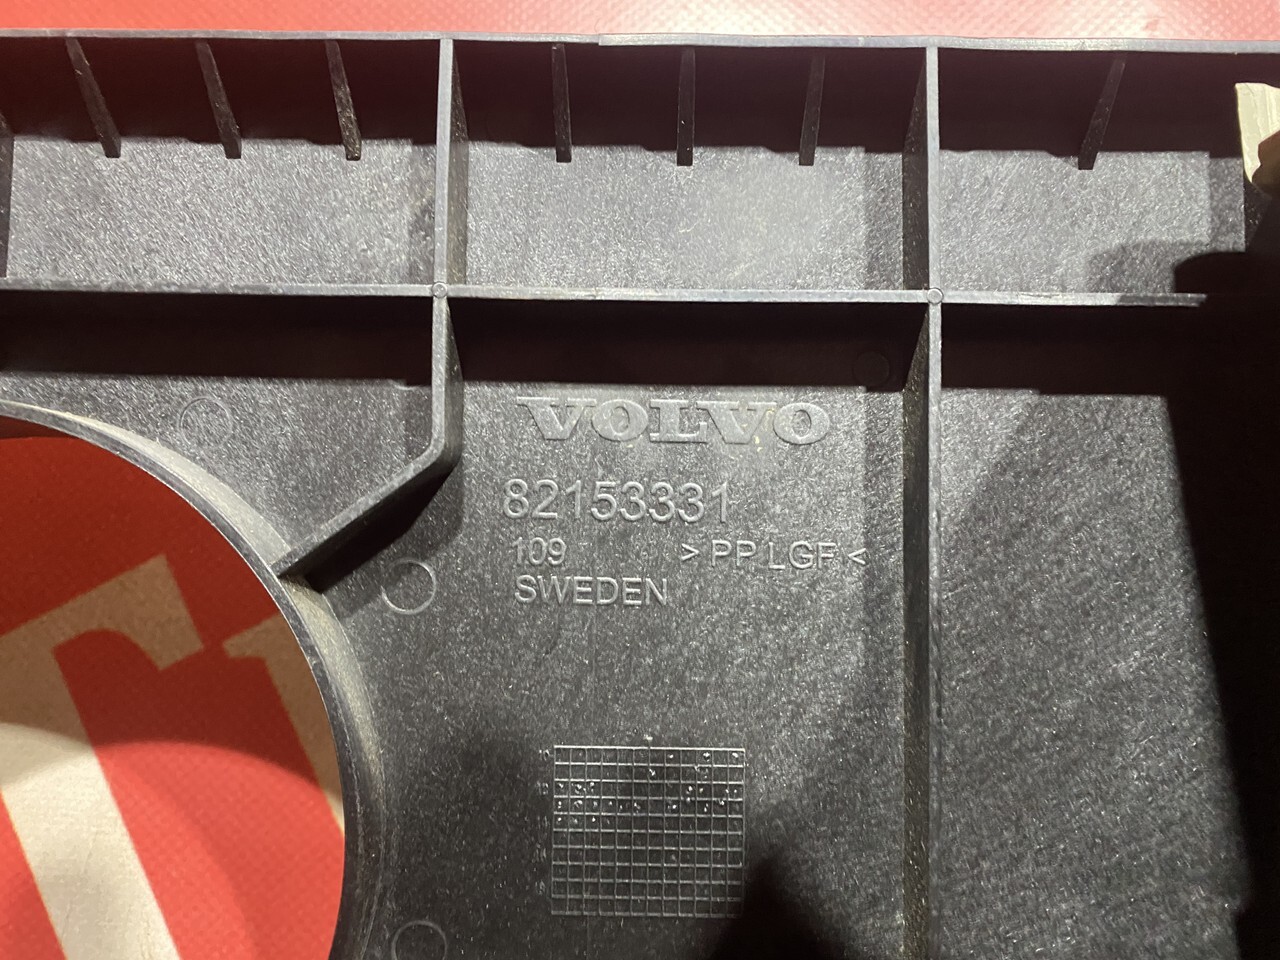 VOLVO
82153331
109 >PP LGF<
SWEDEN